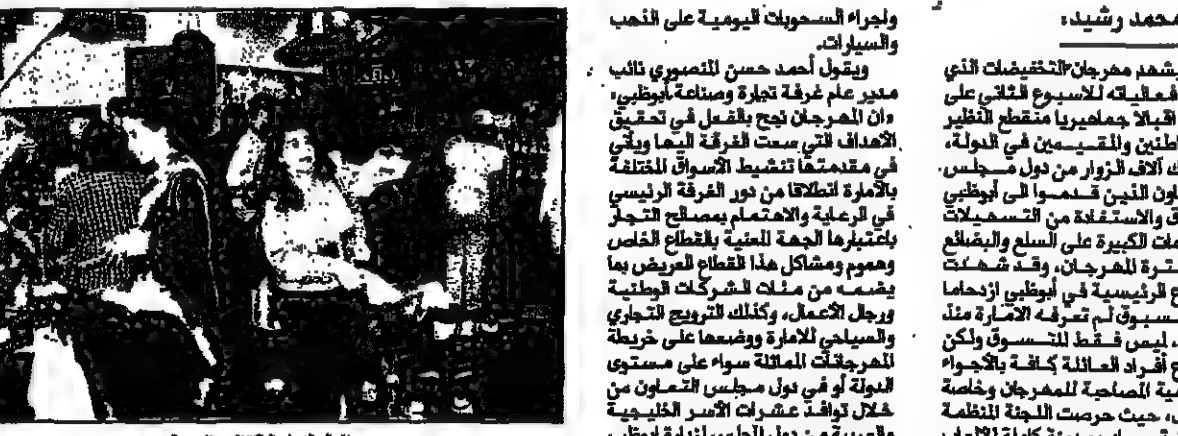 محمد رشيد:
يشهد مهرجان التخفيضات الذي
فعالياته للاسبوع الثاني على
اقبالا جماهيريا منقطع النظير
والمقيمين في الدولة،
آلاف الزوار من دول مجلس
الذين قدموا الى أبوظبي
والاستفادة من التسهيلات
الكبيرة على السلع والبضائع
المهرجان، وقد شهدت
الرئيسية في أبوظبي ازدحاما
لم تعرفه الامارة منذ
ليس فقط للتسوق ولكن
أفراد العائلة كافة بالأجواء
المصاحبة للمهرجان وخاصة
حيث حرصت اللجنة المنظمة
واجراء السحوبات اليومية على الذهب
والسيارات.
ويقول أحمد حسن المنصوري نائب
مدير عام غرفة تجارة وصناعة أبوظبي:
«ان المهرجان نجح بالفعل في تحقيق
الأهداف التي سعت الغرفة اليها ويأتي
في مقدمتها تنشيط الأسواق المختلفة
بالامارة انطلاقا من دور الغرفة الرئيسي
في الرعاية والاهتمام بمصالح التجار
باعتبارها الجهة المعنية بالقطاع الخاص
وهموم ومشاكل هذا القطاع العريض بما
يضمه من مئات الشركات الوطنية
ورجال الأعمال، وكذلك الترويج التجاري
والسياحي للامارة ووضعها على خريطة
المهرجانات المماثلة سواء على مستوى
الدولة أو في دول مجلس التعاون من
خلال توافد عشرات الأسر الخليجية